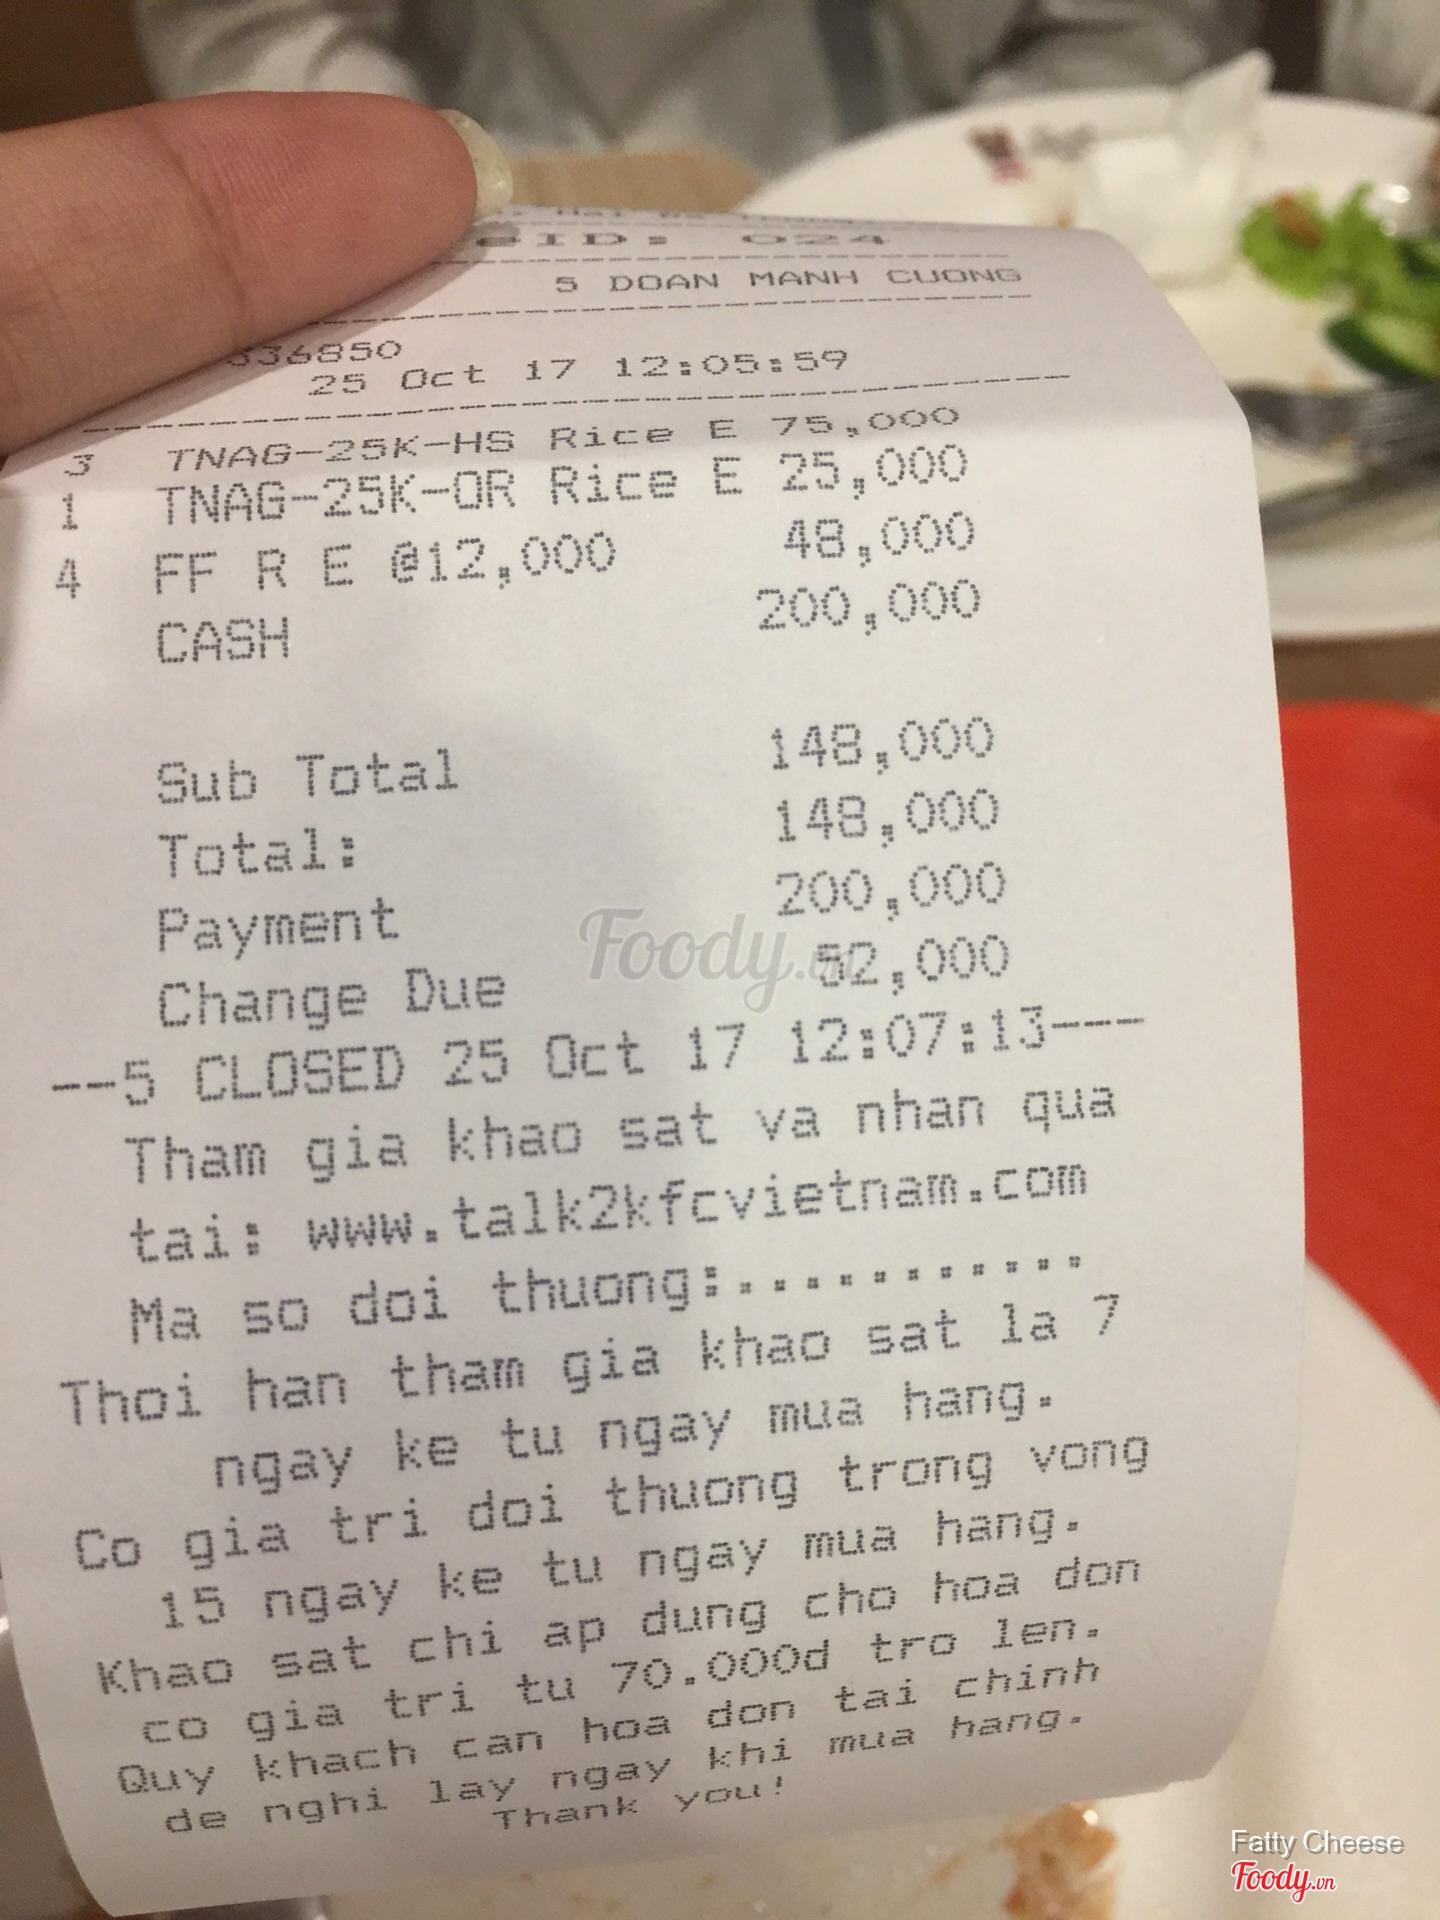 ID: 024
5 DOAN MANH CUONG
336850
25 Oct 17 12:05:59
3 TNAG-25K-HS Rice E 75,000
1 TNAG-25K-OR Rice E 25,000
4 FF R E @12,000 48,000
CASH 200,000
Sub Total 148,000
Total: 148,000
Payment 200,000
Change Due 52,000
--5 CLOSED 25 Oct 17 12:07:13---
Tham gia khao sat va nhan qua
tai: www.talk2kfcvietnam.com
Ma so doi thuong:...........
Thoi han tham gia khao sat la 7
ngay ke tu ngay mua hang.
Co gia tri doi thuong trong vong
15 ngay ke tu ngay mua hang.
Khao sat chi ap dung cho hoa don
co gia tri tu 70.000d tro len.
Quy khach can hoa don tai chinh
de nghi lay ngay khi mua hang.
Thank you!
Foody.vn
Fatty Cheese
Foody.vn